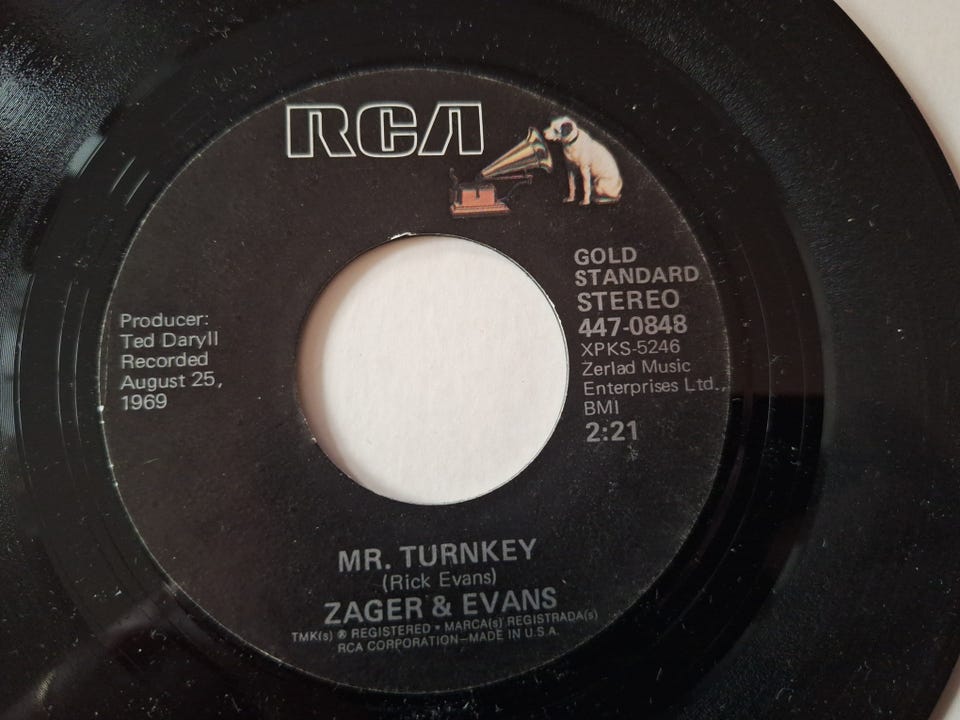 RCA
GOLD
STANDARD
STEREO
447-0848
XPKS-5246
Zerlad Music
Enterprises Ltd.,
BMI
2:21
Producer:
Ted Daryll
Recorded
August 25,
1969
MR. TURNKEY
(Rick Evans)
ZAGER & EVANS
TMK(s) ® REGISTERED • MARCA(s) REGISTRADA(s)
RCA CORPORATION—MADE IN U.S.A.